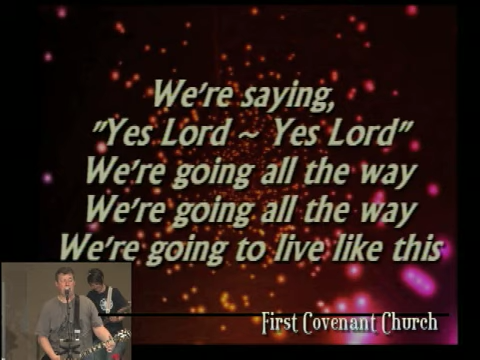 We're saying,
"Yes Lord ~ Yes Lord"
We're going all the way
We're going all the way
We're going to live like this
First Covenant Church